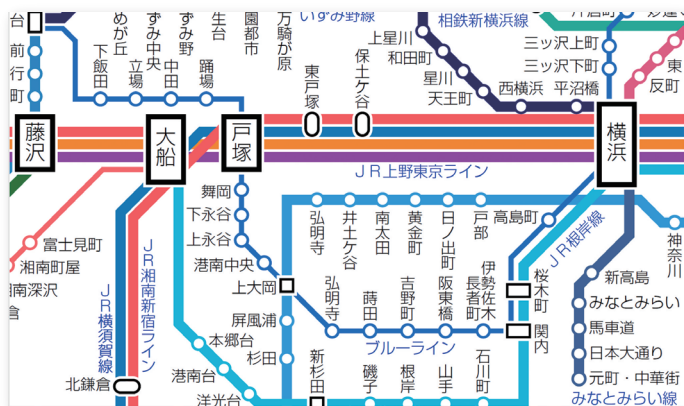 いずみ野線
相鉄新横浜線
台
めが丘
ずみ中央
ずみ野
生台
園都市
万騎が原
上星川
和田町
星川
天王町
西横浜
平沼橋
三ッ沢上町
三ッ沢下町
東
反町
前
行
町
下飯田
立場
中田
踊場
東戸塚
保土ケ谷
藤沢
大船
戸塚
横浜
JR上野東京ライン
舞岡
下永谷
上永谷
港南中央
上大岡
弘明寺
井土ケ谷
南太田
黄金町
日ノ出町
戸部
高島町
JR根岸線
神奈川
富士見町
湘南町屋
南深沢
倉
JR湘南新宿ライン
JR横須賀線
北鎌倉
屏風浦
杉田
新杉田
弘明寺
蒔田
吉野町
阪東橋
伊勢佐木
長者町
桜木町
関内
ブルーライン
新高島
みなとみらい
馬車道
日本大通り
元町・中華街
みなとみらい線
本郷台
港南台
洋光台
磯子
根岸
山手
石川町